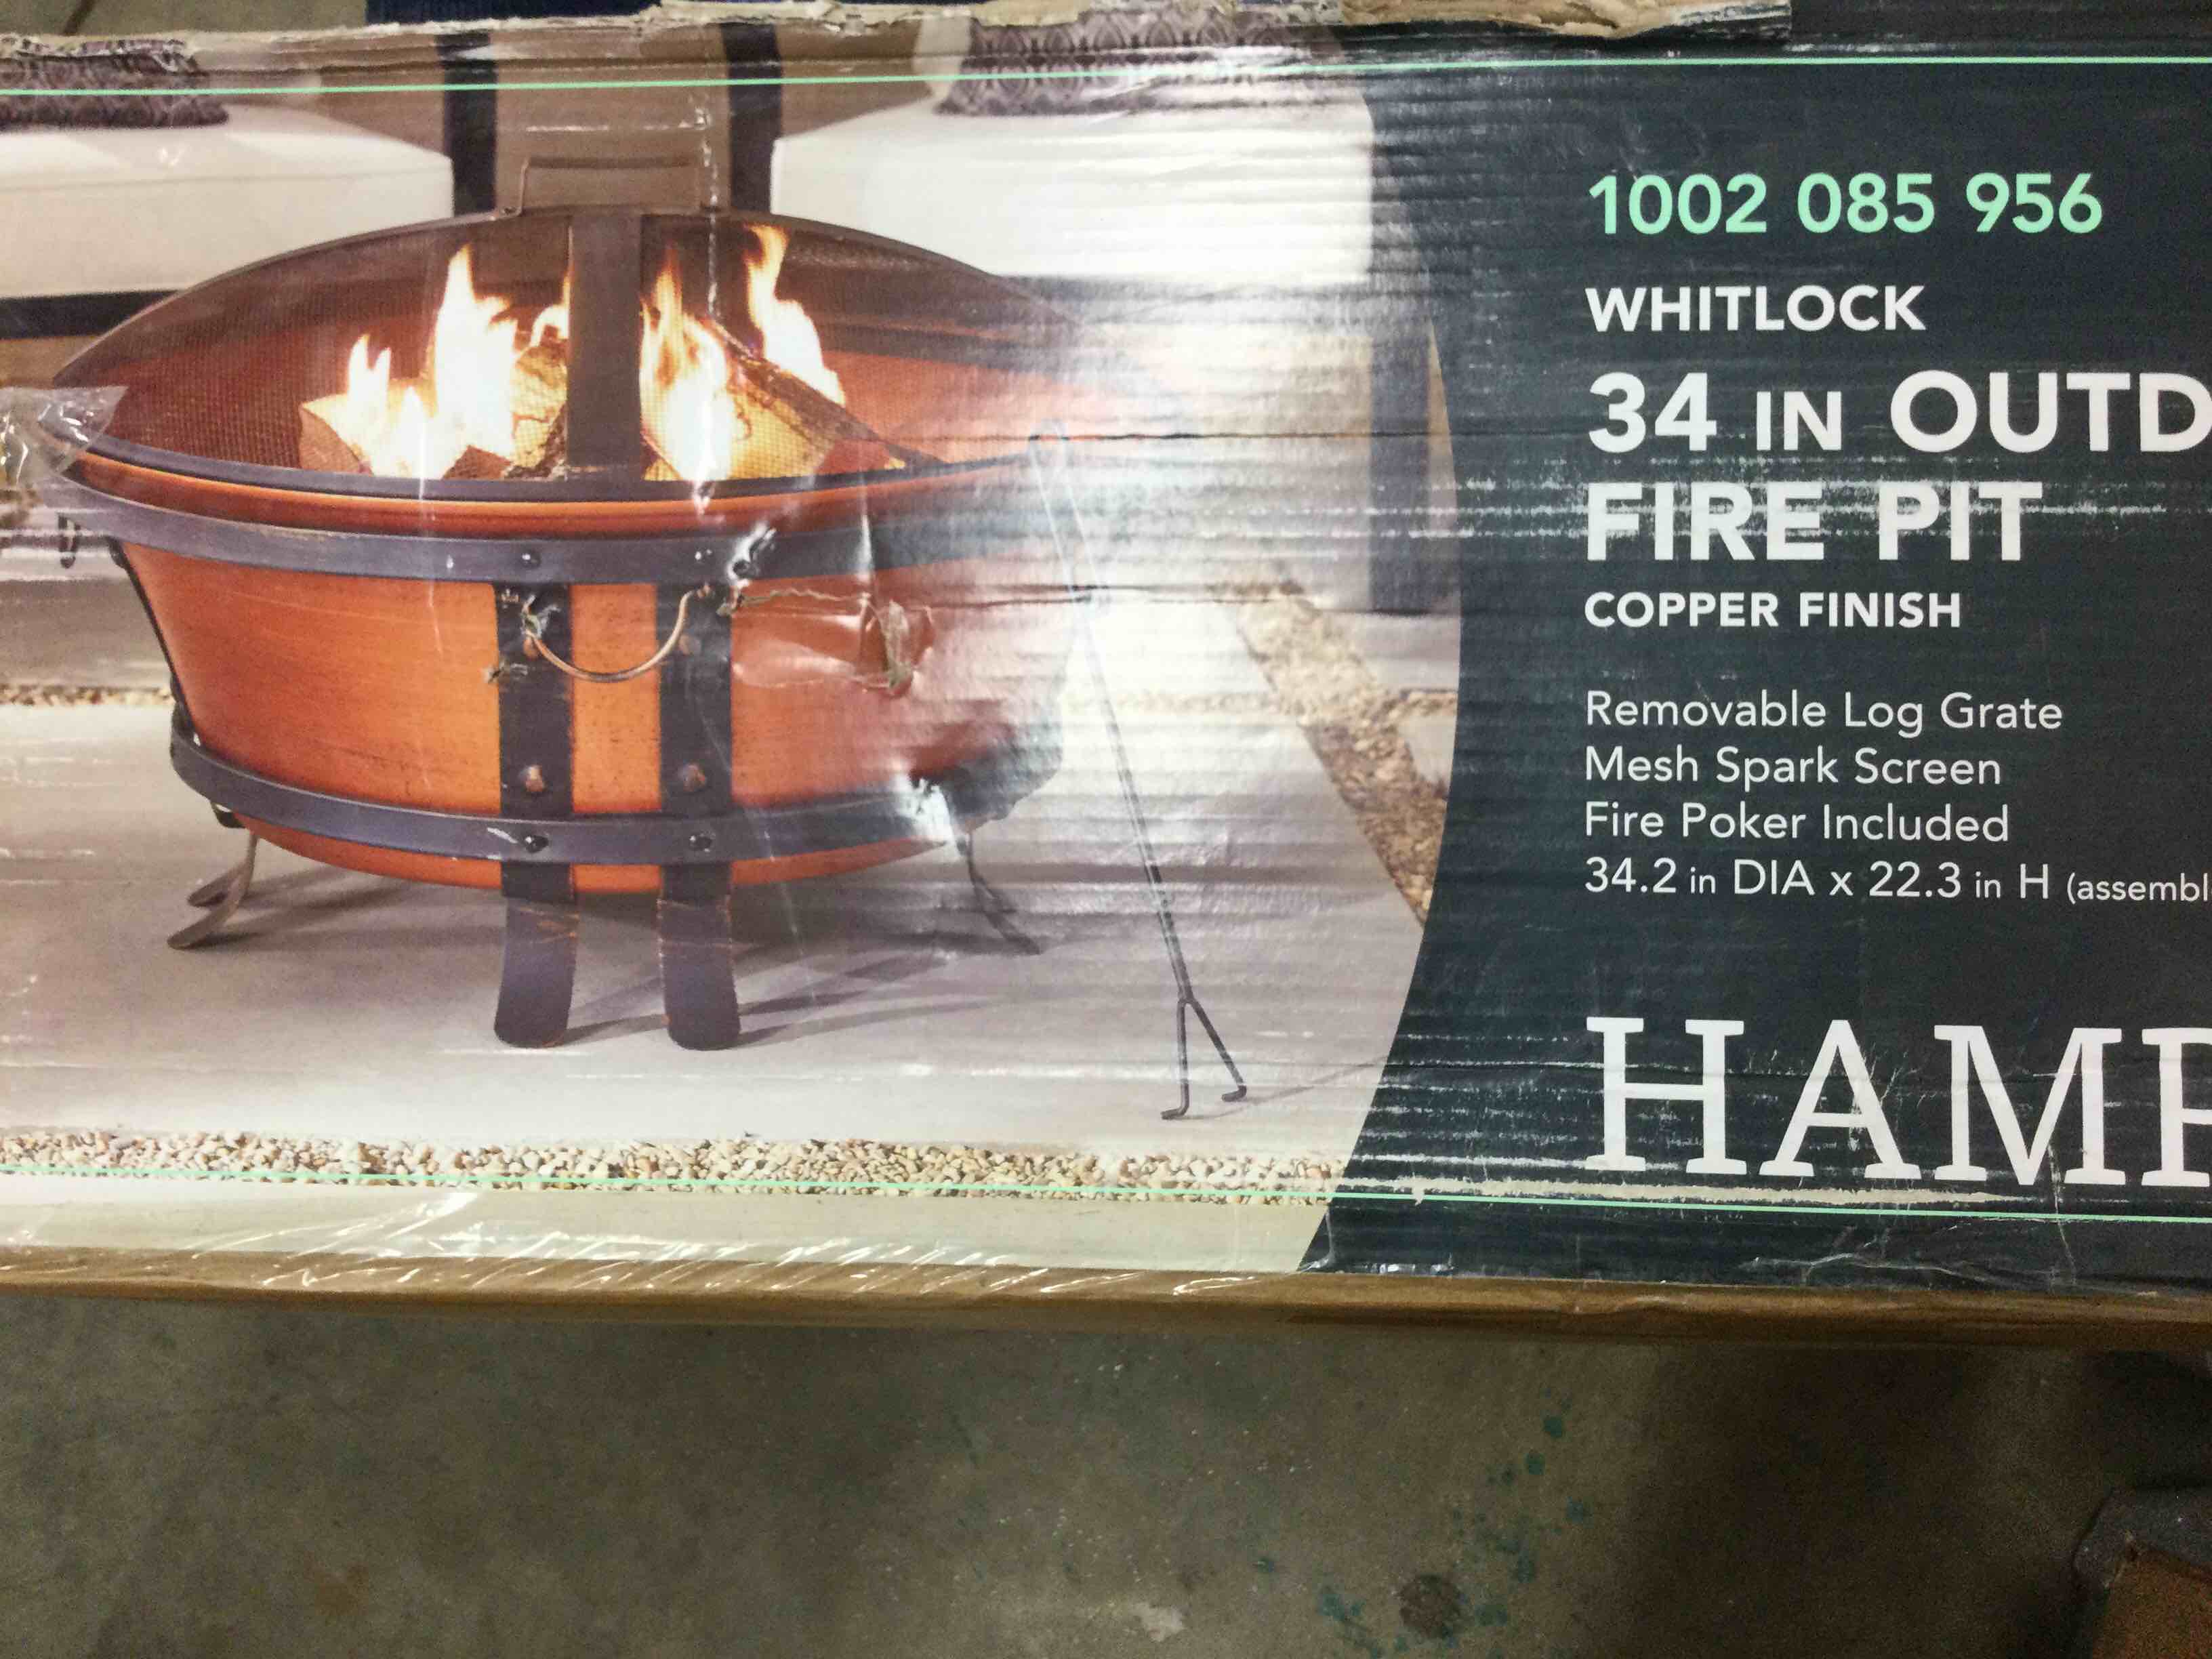 1002 085 956
WHITLOCK
34 IN OUTD
FIRE PIT
COPPER FINISH
Removable Log Grate
Mesh Spark Screen
Fire Poker Included
34.2 in DIA x 22.3 in H (assembl
HAMP